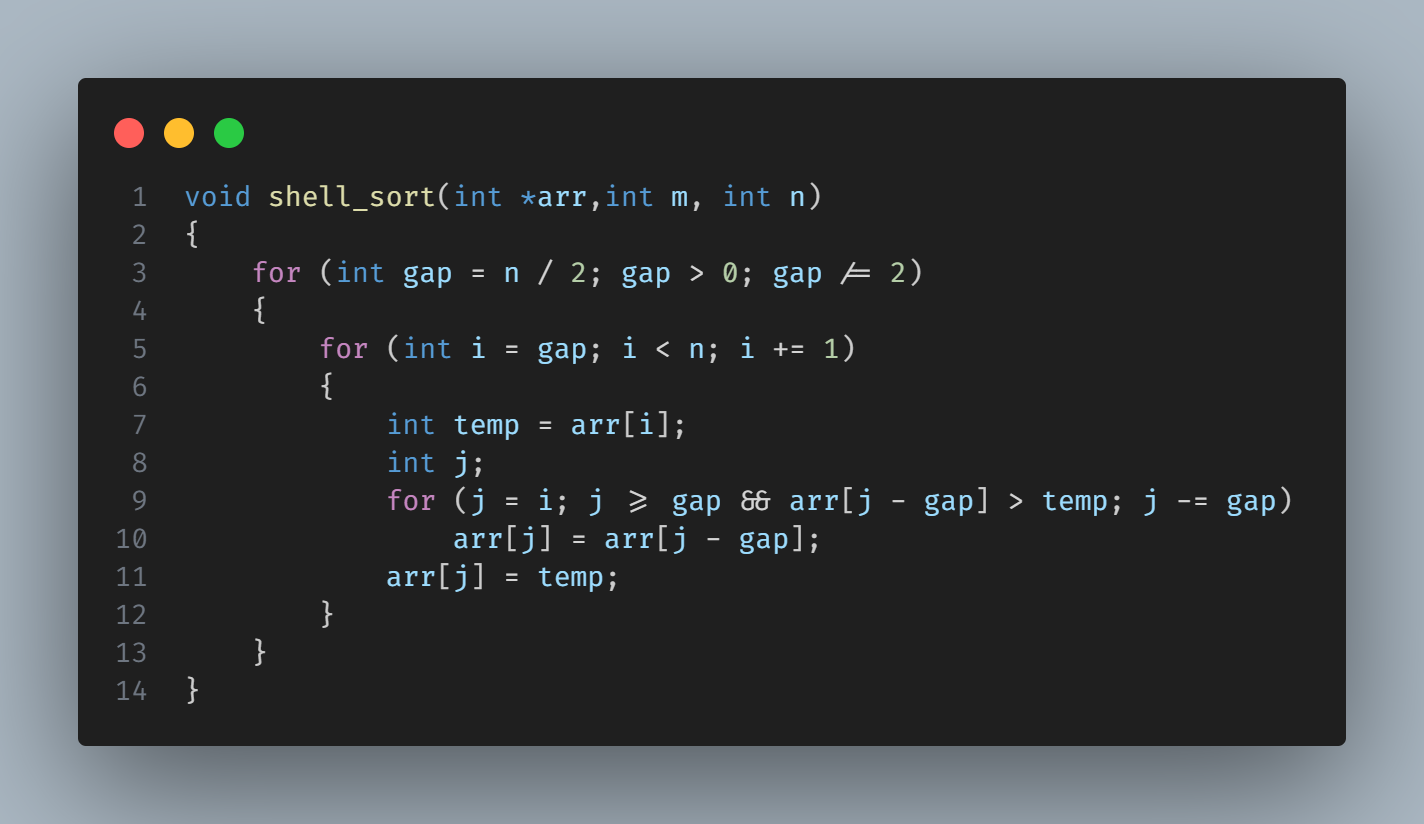 1 void shell_sort(int *arr,int m, int n)
2 {
3     for (int gap = n / 2; gap > 0; gap /= 2)
4     {
5         for (int i = gap; i < n; i += 1)
6         {
7             int temp = arr[i];
8             int j;
9             for (j = i; j >= gap && arr[j - gap] > temp; j -= gap)
10                 arr[j] = arr[j - gap];
11             arr[j] = temp;
12         }
13     }
14 }